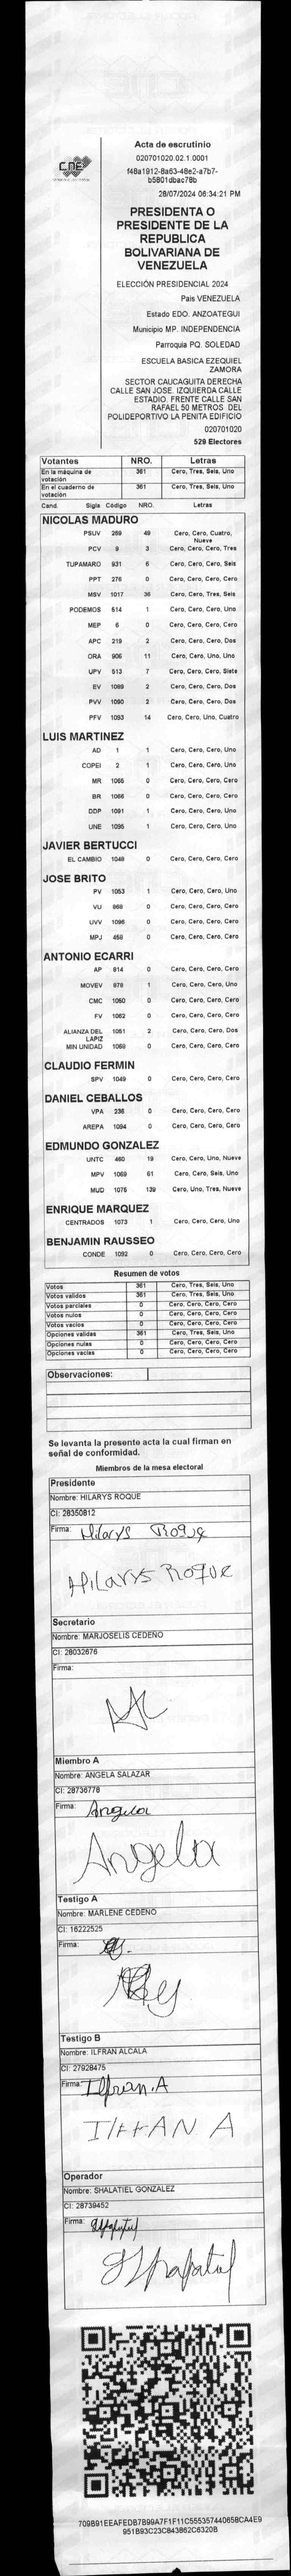 CNE
Acta de escrutinio
020701020.02.1.0001
f48a1912-8a63-48e2-a7b7-
b5901dbac78b
28/07/2024 06:34:21 PM
PRESIDENTA O
PRESIDENTE DE LA
REPUBLICA
BOLIVARIANA DE
VENEZUELA
ELECCIÓN PRESIDENCIAL 2024
País VENEZUELA
Estado EDO. ANZOATEGUI
Municipio MP. INDEPENDENCIA
Parroquia PQ. SOLEDAD
ESCUELA BASICA EZEQUIEL
ZAMORA
SECTOR CAUCAGUITA DERECHA
CALLE SAN JOSE. IZQUIERDA CALLE
ESTADIO. FRENTE CALLE SAN
RAFAEL 50 METROS DEL
POLIDEPORTIVO LA PENITA EDIFICIO
020701020
529 Electores
Votantes NRO. Letras
En la máquina de votación 361 Cero, Tres, Seis, Uno
En el cuaderno de votación 361 Cero, Tres, Seis, Uno
Cand. Sigla Código NRO. Letras
NICOLAS MADURO
PSUV 269 49 Cero, Cero, Cuatro, Nueve
PCV 9 3 Cero, Cero, Cero, Tres
TUPAMARO 931 6 Cero, Cero, Cero, Seis
PPT 276 0 Cero, Cero, Cero, Cero
MSV 1017 36 Cero, Cero, Tres, Seis
PODEMOS 614 1 Cero, Cero, Cero, Uno
MEP 6 0 Cero, Cero, Cero, Cero
APC 219 2 Cero, Cero, Cero, Dos
ORA 906 11 Cero, Cero, Uno, Uno
UPV 513 7 Cero, Cero, Cero, Siete
EV 1089 2 Cero, Cero, Cero, Dos
PVV 1090 2 Cero, Cero, Cero, Dos
PFV 1093 14 Cero, Cero, Uno, Cuatro
LUIS MARTINEZ
AD 1 1 Cero, Cero, Cero, Uno
COPEI 2 1 Cero, Cero, Cero, Uno
MR 1065 0 Cero, Cero, Cero, Cero
BR 1066 0 Cero, Cero, Cero, Cero
DDP 1091 1 Cero, Cero, Cero, Uno
UNE 1095 1 Cero, Cero, Cero, Uno
JAVIER BERTUCCI
EL CAMBIO 1048 0 Cero, Cero, Cero, Cero
JOSE BRITO
PV 1053 1 Cero, Cero, Cero, Uno
VU 868 0 Cero, Cero, Cero, Cero
UVV 1096 0 Cero, Cero, Cero, Cero
MPJ 458 0 Cero, Cero, Cero, Cero
ANTONIO ECARRI
AP 914 0 Cero, Cero, Cero, Cero
MOVEV 878 1 Cero, Cero, Cero, Uno
CMC 1050 0 Cero, Cero, Cero, Cero
FV 1062 0 Cero, Cero, Cero, Cero
ALIANZA DEL LAPIZ 1051 2 Cero, Cero, Cero, Dos
MIN UNIDAD 1068 0 Cero, Cero, Cero, Cero
CLAUDIO FERMIN
SPV 1049 0 Cero, Cero, Cero, Cero
DANIEL CEBALLOS
VPA 236 0 Cero, Cero, Cero, Cero
AREPA 1094 0 Cero, Cero, Cero, Cero
EDMUNDO GONZALEZ
UNTC 460 19 Cero, Cero, Uno, Nueve
MPV 1069 61 Cero, Cero, Seis, Uno
MUD 1076 139 Cero, Uno, Tres, Nueve
ENRIQUE MARQUEZ
CENTRADOS 1073 1 Cero, Cero, Cero, Uno
BENJAMIN RAUSSEO
CONDE 1092 0 Cero, Cero, Cero, Cero
Resumen de votos
Votos 361 Cero, Tres, Seis, Uno
Votos validos 361 Cero, Tres, Seis, Uno
Votos parciales 0 Cero, Cero, Cero, Cero
Votos nulos 0 Cero, Cero, Cero, Cero
Votos vacios 0 Cero, Cero, Cero, Cero
Opciones validas 361 Cero, Tres, Seis, Uno
Opciones nulas 0 Cero, Cero, Cero, Cero
Opciones vacias 0 Cero, Cero, Cero, Cero
Observaciones:
Se levanta la presente acta la cual firman en
señal de conformidad.
Miembros de la mesa electoral
Presidente
Nombre: HILARYS ROQUE
CI: 28350812
Firma: Hilarys Roque
Hilarys Roque
Secretario
Nombre: MARJOSELIS CEDEÑO
CI: 28032676
Firma:
Miembro A
Nombre: ANGELA SALAZAR
CI: 28736778
Firma: Angela
Angela
Testigo A
Nombre: MARLENE CEDEÑO
CI: 16222525
Firma:
Testigo B
Nombre: ILFRAN ALCALA
CI: 27928475
Firma: Ilfran.A
ILFRAN A
Operador
Nombre: SHALATIEL GONZALEZ
CI: 28739452
Firma:
709B91EEAFEDB7B99A7F1F11C555357440658CA4E9
951B93C23C843862C6320B